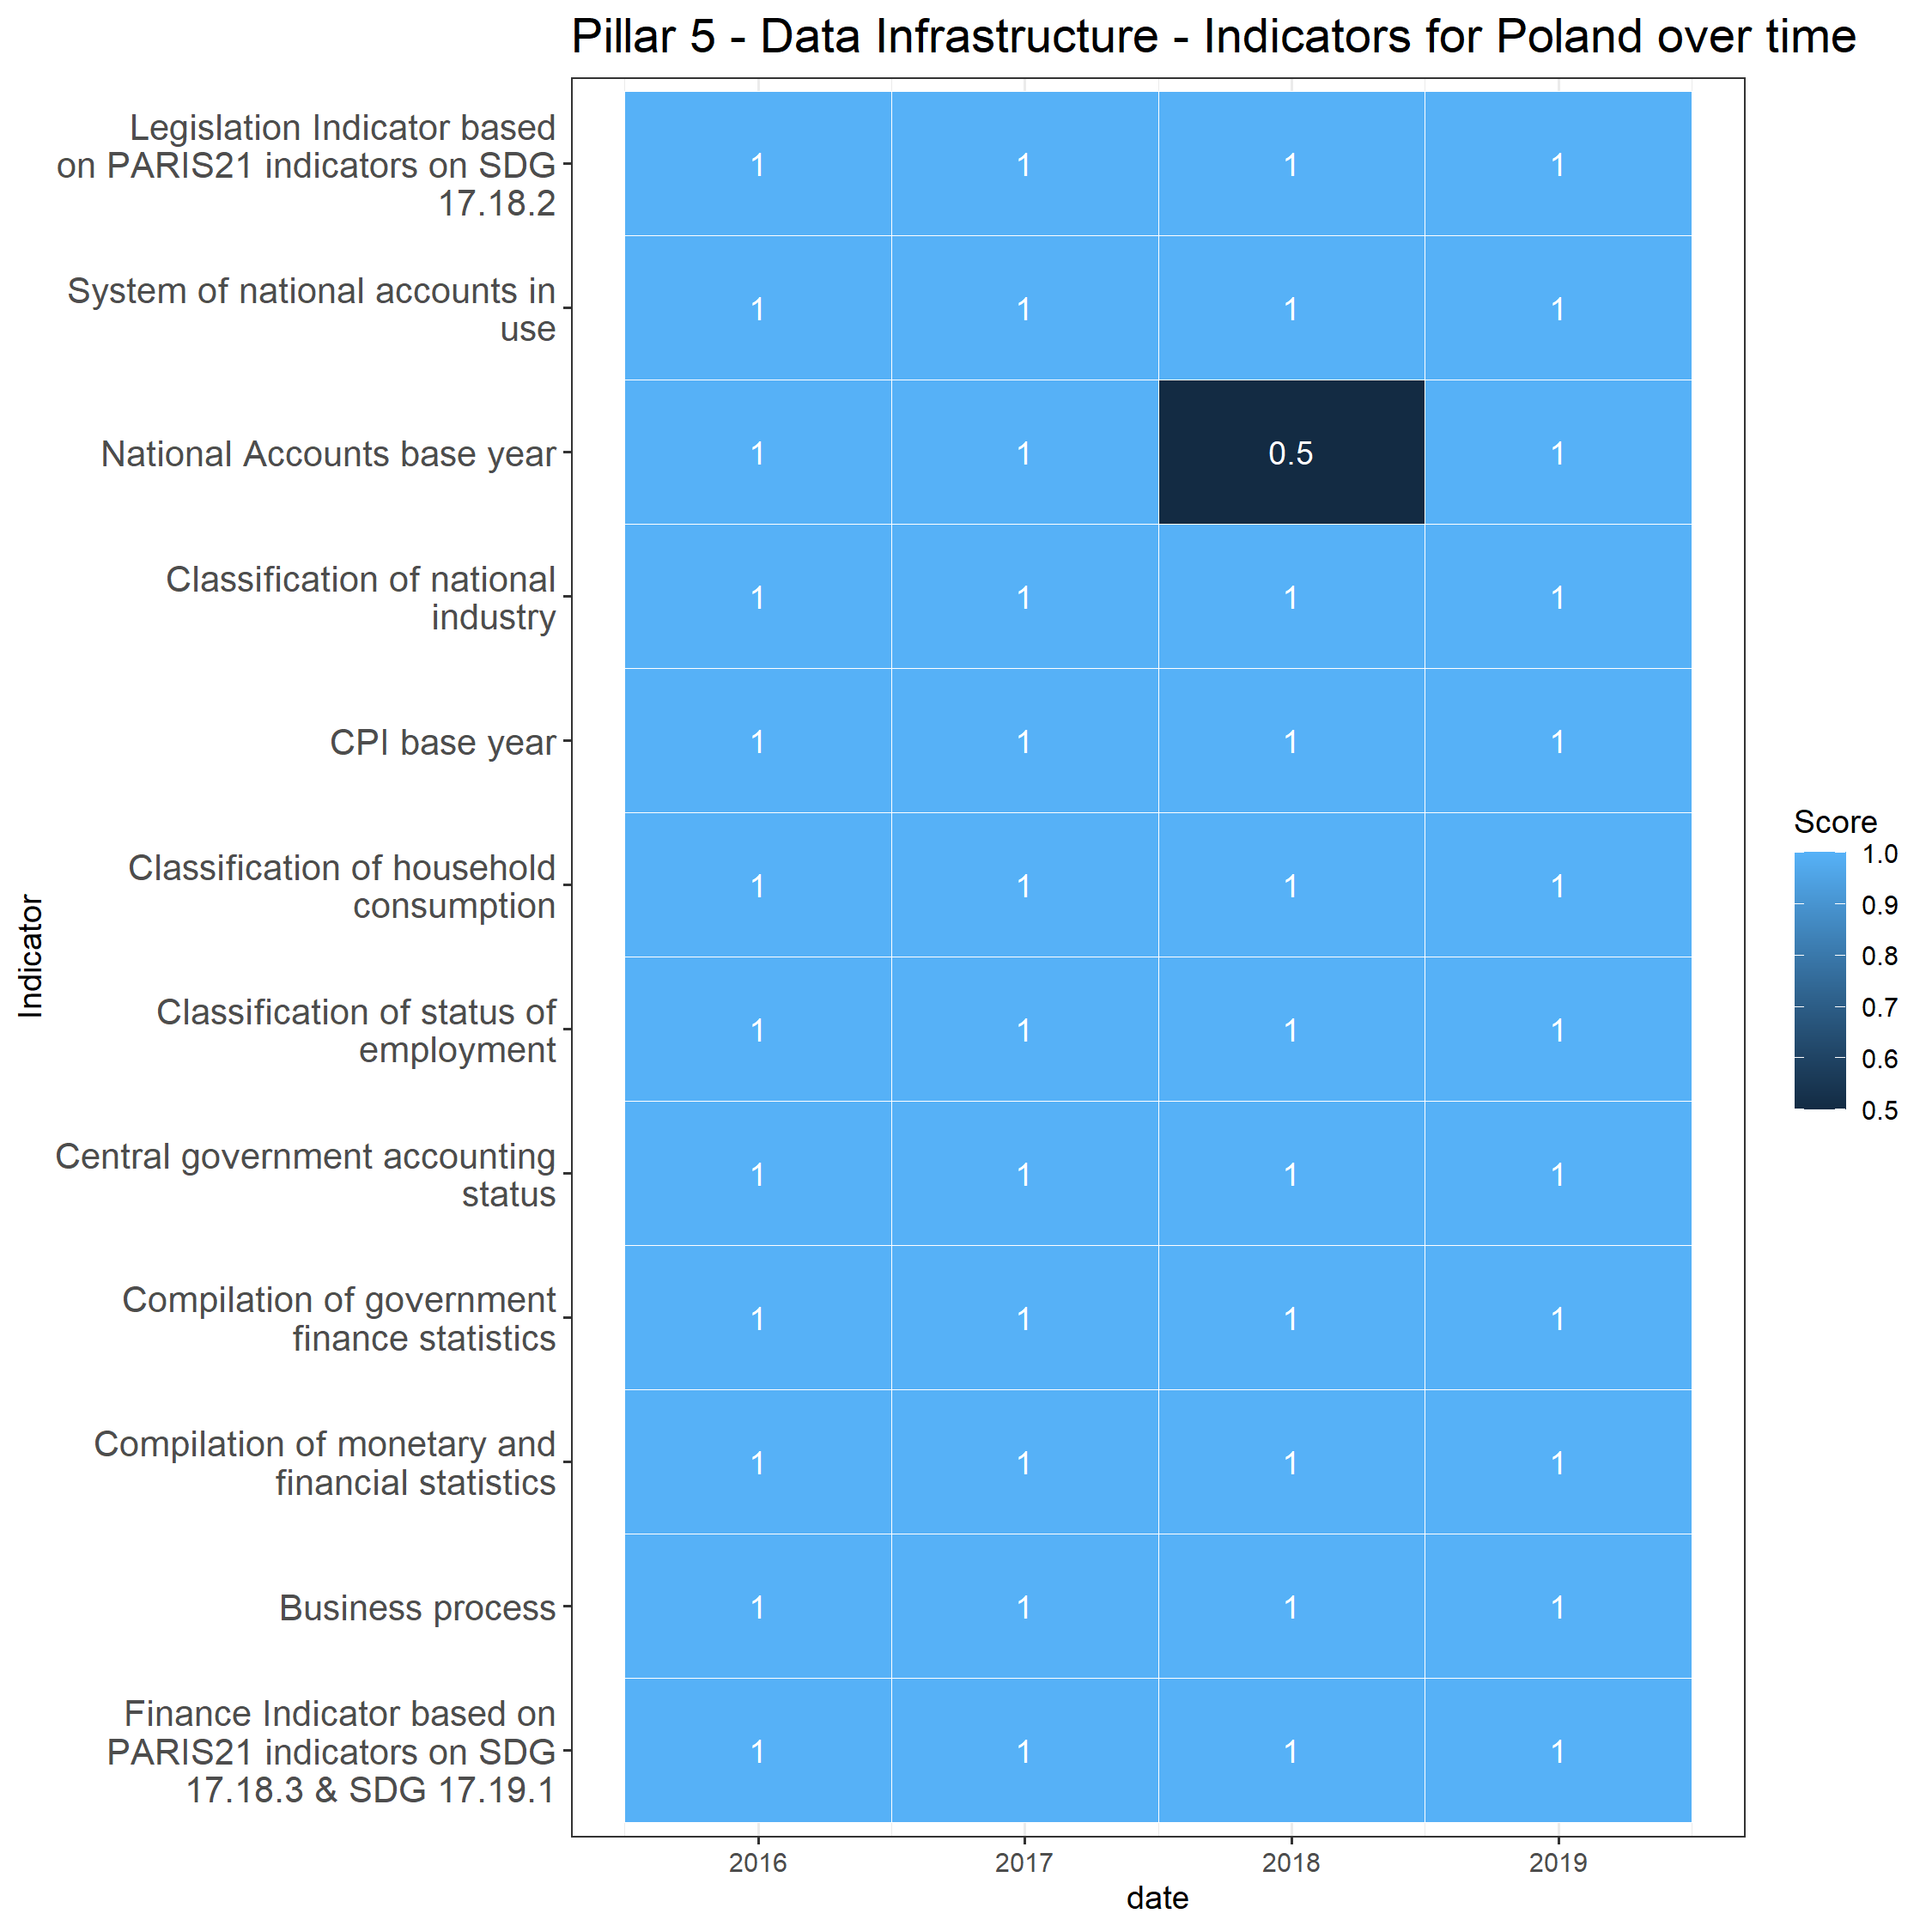 Pillar 5 - Data Infrastructure - Indicators for Poland over time
Legislation Indicator based
on PARIS21 indicators on SDG
17.18.2
1 1 1 1
System of national accounts in
use
1 1 1 1
National Accounts base year
1 1 0.5 1
Classification of national
industry
1 1 1 1
CPI base year
1 1 1 1
Classification of household
consumption
1 1 1 1
Classification of status of
employment
1 1 1 1
Central government accounting
status
1 1 1 1
Compilation of government
finance statistics
1 1 1 1
Compilation of monetary and
financial statistics
1 1 1 1
Business process
1 1 1 1
Finance Indicator based on
PARIS21 indicators on SDG
17.18.3 & SDG 17.19.1
1 1 1 1
Indicator
2016 2017 2018 2019
date
Score
1.0
0.9
0.8
0.7
0.6
0.5